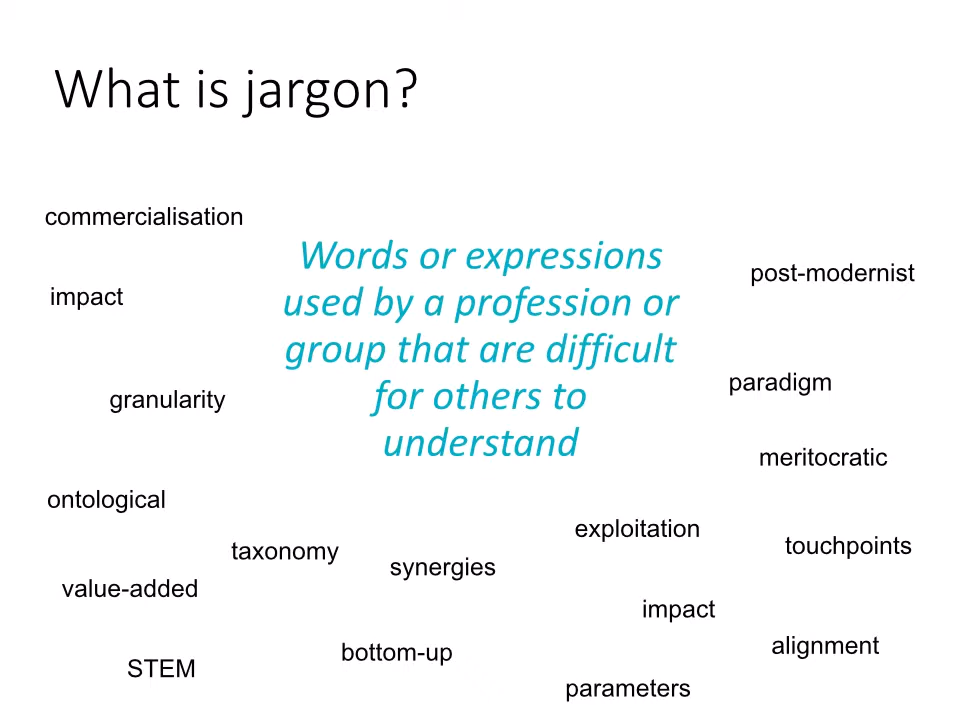 What is jargon?
commercialisation
Words or expressions
used by a profession or
group that are difficult
for others to
understand
post-modernist
impact
paradigm
granularity
meritocratic
ontological
exploitation
touchpoints
taxonomy
synergies
value-added
impact
alignment
bottom-up
STEM
parameters